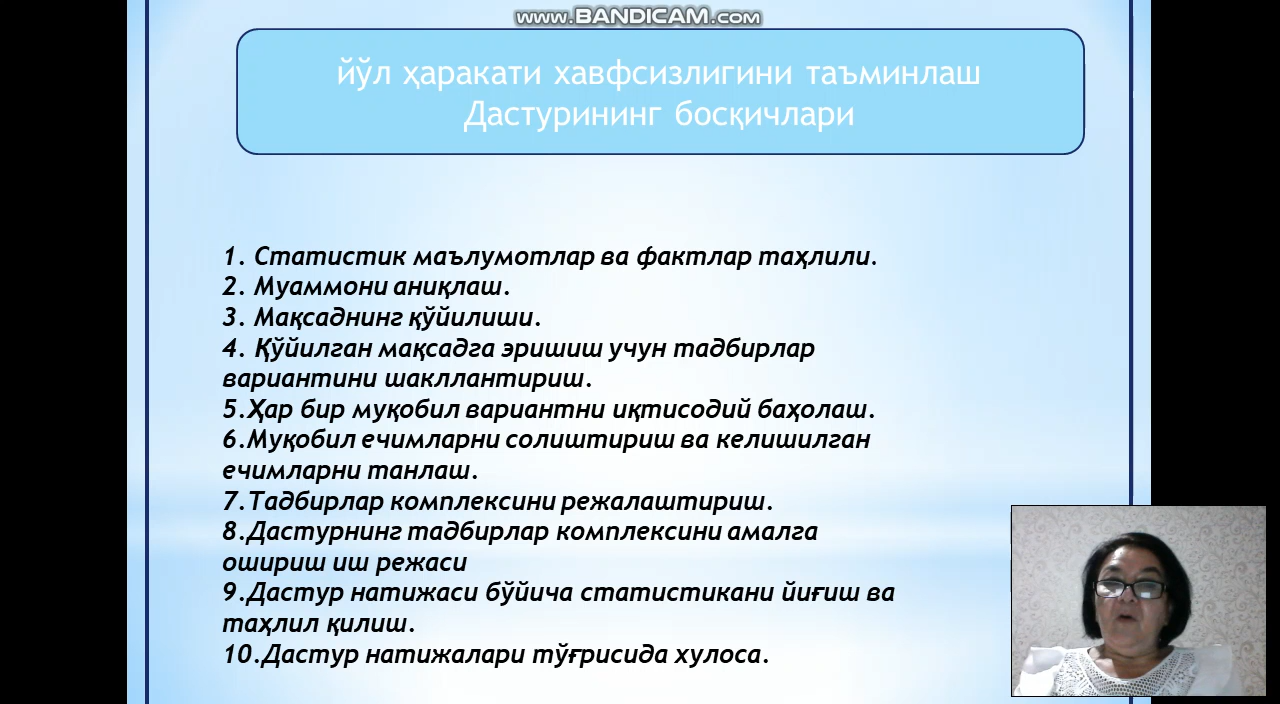 www.BANDICAM.com
йўл ҳаракати хавфсизлигини таъминлаш
Дастурининг босқичлари
1. Статистик маълумотлар ва фактлар таҳлили.
2. Муаммони аниқлаш.
3. Мақсаднинг қўйилиши.
4. Қўйилган мақсадга эришиш учун тадбирлар
вариантини шакллантириш.
5.Ҳар бир муқобил вариантни иқтисодий баҳолаш.
6.Муқобил ечимларни солиштириш ва келишилган
ечимларни танлаш.
7.Тадбирлар комплексини режалаштириш.
8.Дастурнинг тадбирлар комплексини амалга
ошириш иш режаси
9.Дастур натижаси бўйича статистикани йиғиш ва
таҳлил қилиш.
10.Дастур натижалари тўғрисида хулоса.